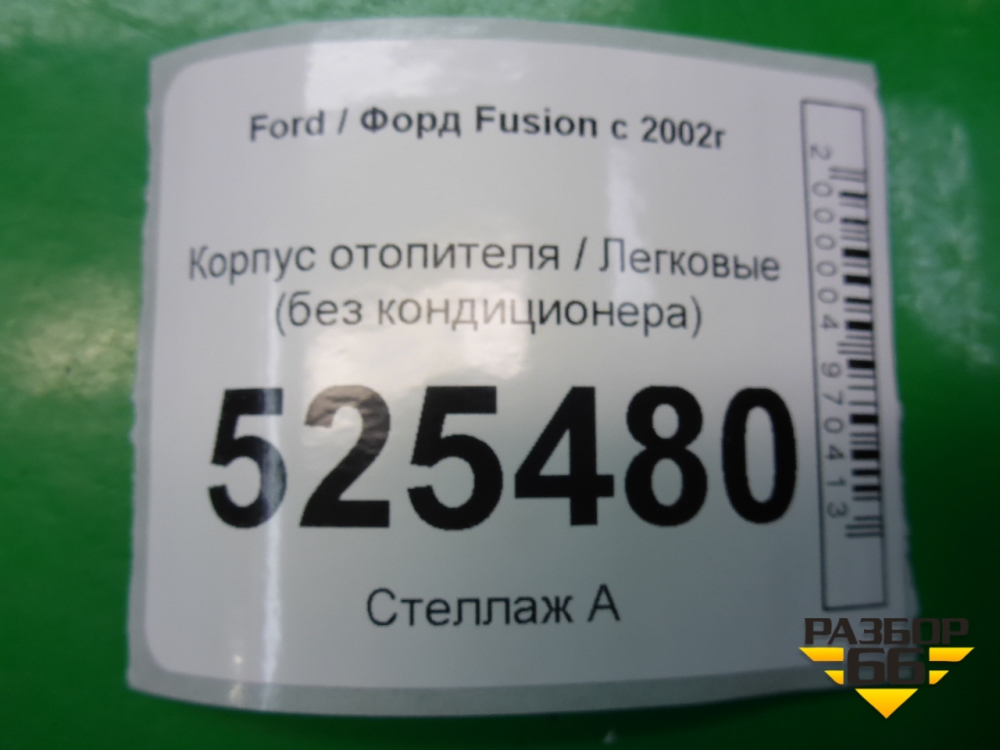 Ford / Форд Fusion с 2002г
Корпус отопителя / Легковые
(без кондиционера)
525480
Стеллаж А
2000004970413
РАЗБОР
66